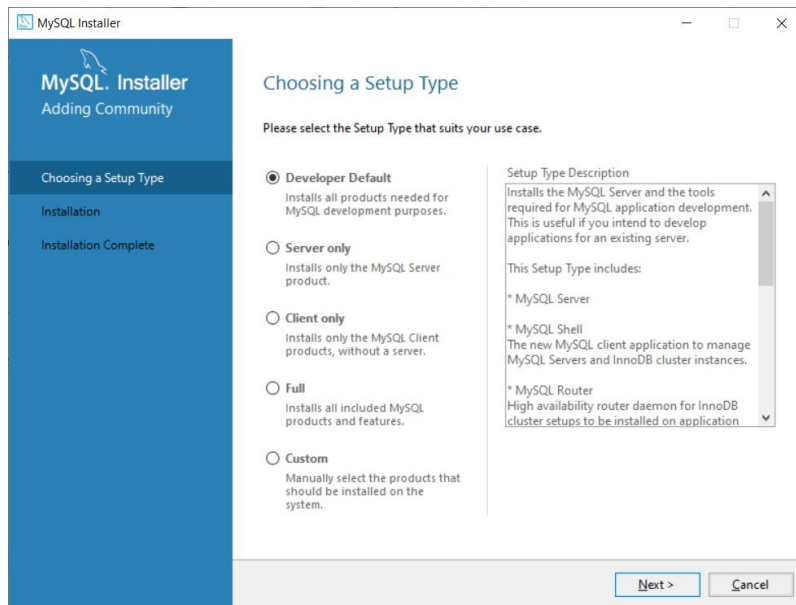 MySQL Installer
MySQL. Installer
Adding Community
Choosing a Setup Type
Installation
Installation Complete
Choosing a Setup Type
Please select the Setup Type that suits your use case.
Developer Default
Installs all products needed for
MySQL development purposes.
Server only
Installs only the MySQL Server
product.
Client only
Installs only the MySQL Client
products, without a server.
Full
Installs all included MySQL
products and features.
Custom
Manually select the products that
should be installed on the
system.
Setup Type Description
Installs the MySQL Server and the tools
required for MySQL application development.
This is useful if you intend to develop
applications for an existing server.
This Setup Type includes:
* MySQL Server
* MySQL Shell
The new MySQL client application to manage
MySQL Servers and InnoDB cluster instances.
* MySQL Router
High availability router daemon for InnoDB
cluster setups to be installed on application
Next >
Cancel